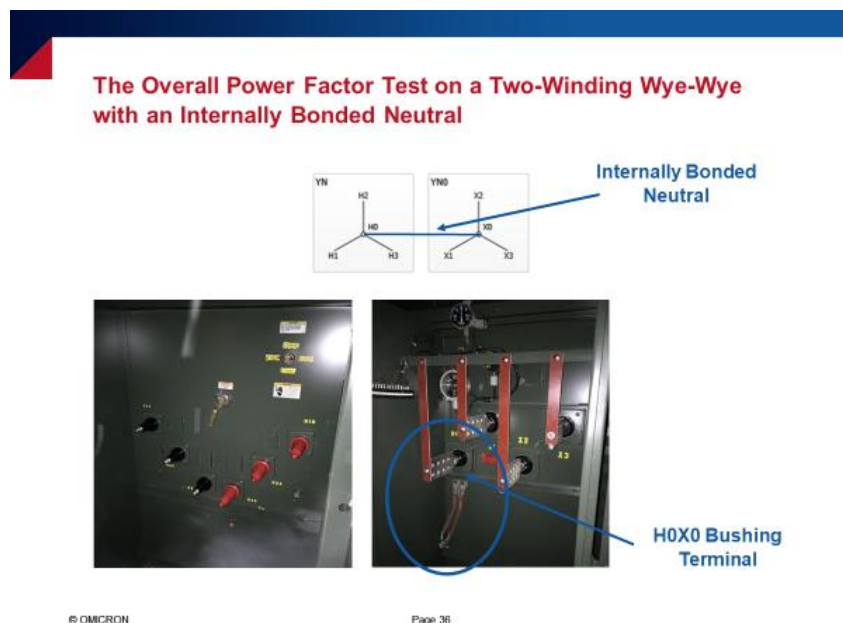 The Overall Power Factor Test on a Two-Winding Wye-Wye
with an Internally Bonded Neutral
Internally Bonded
Neutral
YN
H2
H0
H1
H3
YN0
X2
X0
X1
X3
X2
X3
H0X0 Bushing
Terminal
© OMICRON
Page 36